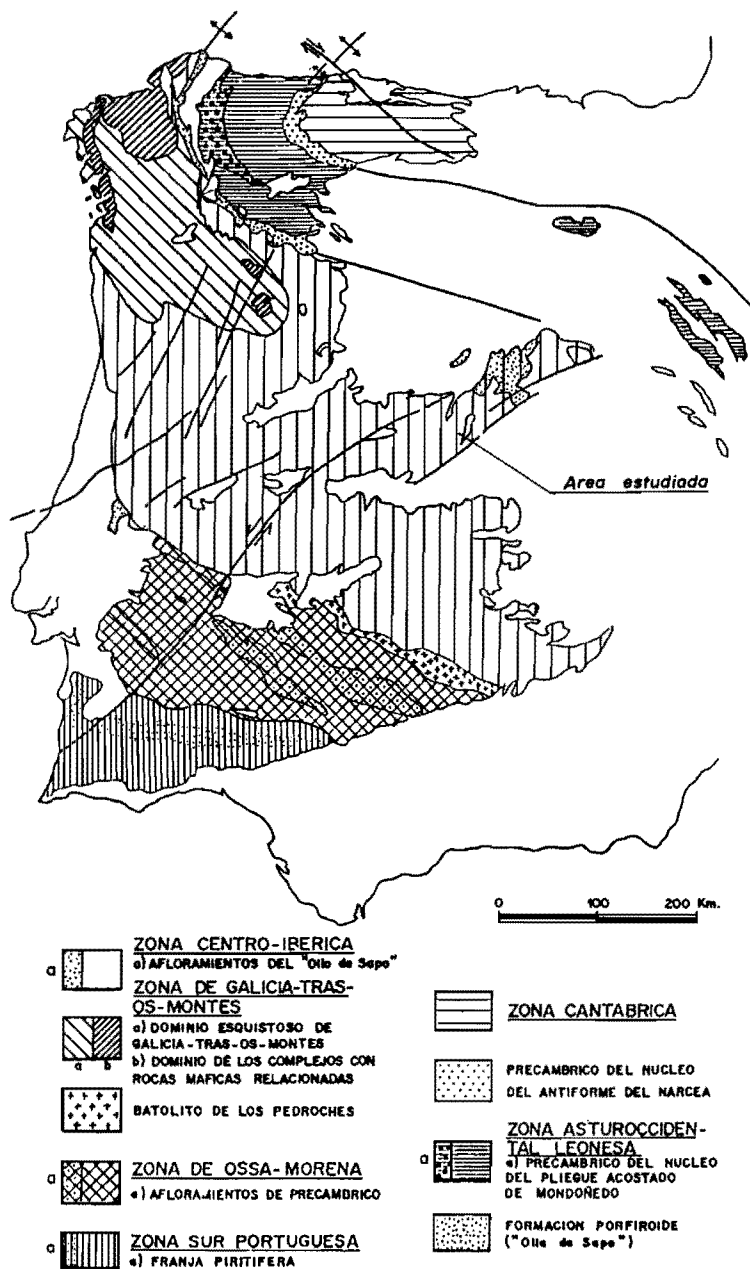 Area estudiada
0 100 200 Km.
a
ZONA CENTRO-IBERICA
a) AFLORAMIENTOS DEL "Ollo de Sapo"
ZONA DE GALICIA-TRAS-
OS-MONTES
a) DOMINIO ESQUISTOSO DE
GALICIA-TRAS-OS-MONTES
b) DOMINIO DE LOS COMPLEJOS CON
ROCAS MAFICAS RELACIONADAS
a b
BATOLITO DE LOS PEDROCHES
a
ZONA DE OSSA-MORENA
a) AFLORAMIENTOS DE PRECAMBRICO
a
ZONA SUR PORTUGUESA
a) FRANJA PIRITIFERA
ZONA CANTABRICA
PRECAMBRICO DEL NUCLEO
DEL ANTIFORME DEL NARCEA
a
ZONA ASTUROCCIDEN-
TAL LEONESA
a) PRECAMBRICO DEL NUCLEO
DEL PLIEGUE ACOSTADO
DE MONDOÑEDO
FORMACION PORFIROIDE
("Ollo de Sapo")